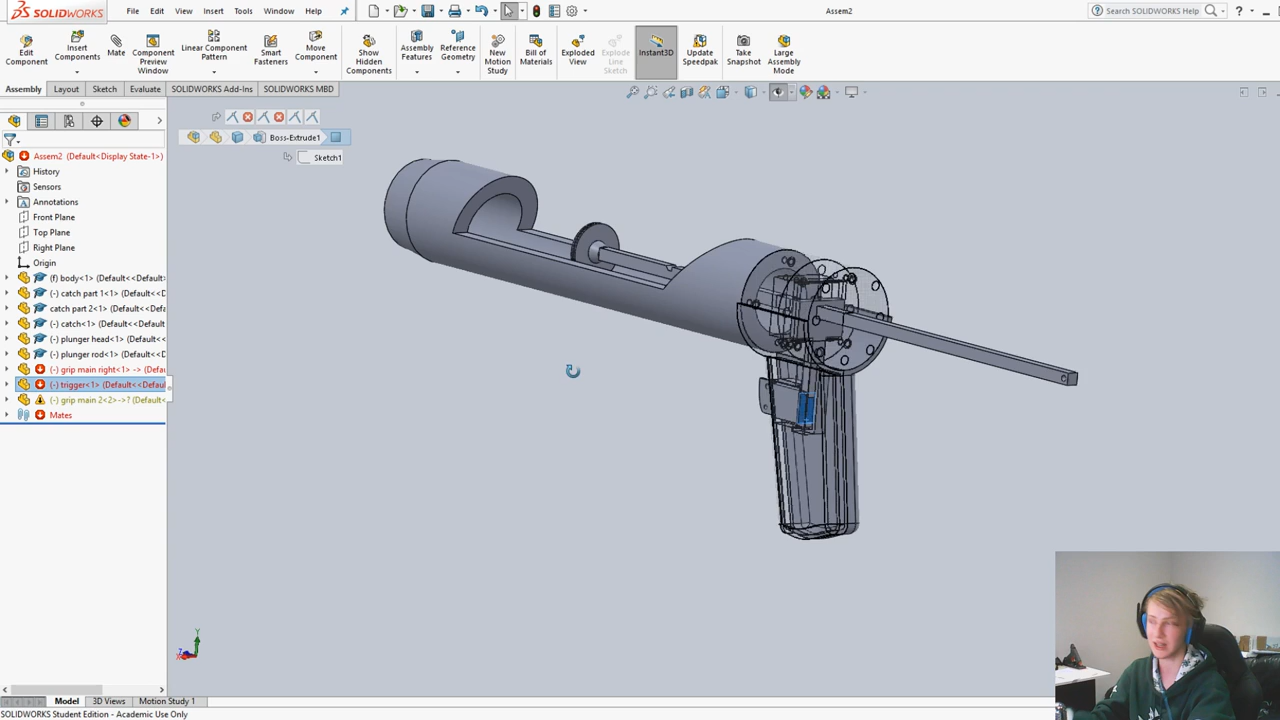 SOLIDWORKS
File Edit View Insert Tools Window Help
Assem2
Search SOLIDWORKS Help
?
Edit Component
Insert Components
Mate
Component Preview Window
Linear Component Pattern
Smart Fasteners
Move Component
Show Hidden Components
Assembly Features
Reference Geometry
New Motion Study
Bill of Materials
Exploded View
Explode Line Sketch
Instant3D
Update Speedpak
Take Snapshot
Large Assembly Mode
Assembly Layout Sketch Evaluate SOLIDWORKS Add-Ins SOLIDWORKS MBD
Boss-Extrude1
Sketch1
Assem2 (Default<Display State-1>)
History
Sensors
Annotations
Front Plane
Top Plane
Right Plane
Origin
(f) body<1> (Default<<Default
(-) catch part 1<1> (Default<
catch part 2<1> (Default<<D
(-) catch<1> (Default<<Defau
(-) plunger head<1> (Default
(-) plunger rod<1> (Default<
(-) grip main right<1> -> (Defau
(-) trigger<1> (Default<<Defaul
(-) grip main 2<2>->? (Default<
Mates
Y
Model 3D Views Motion Study 1
SOLIDWORKS Student Edition - Academic Use Only